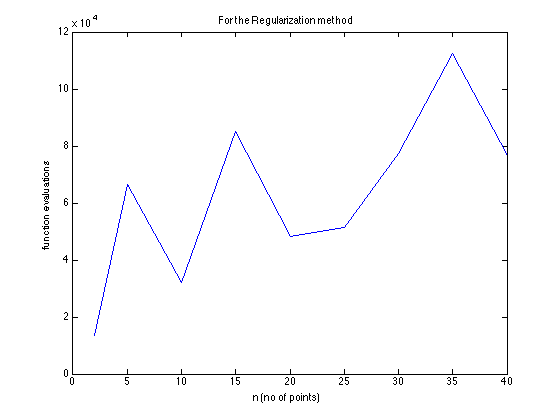 For the Regularization method
12 x 10^4
10
8
6
4
2
0
function evaluations
0 5 10 15 20 25 30 35 40
n (no of points)